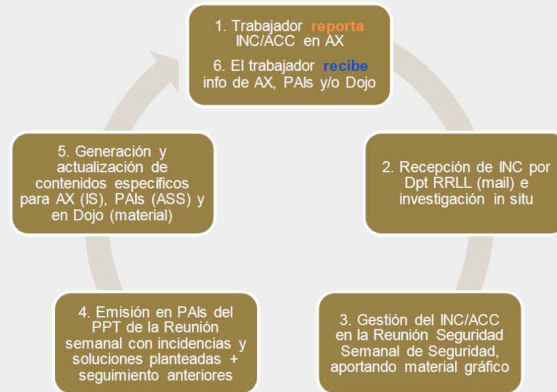 1. Trabajador reporta
INC/ACC en AX
6. El trabajador recibe
info de AX, PAIs y/o Dojo
2. Recepción de INC por
Dpt RRLL (mail) e
investigación in situ
3. Gestión del INC/ACC
en la Reunión Seguridad
Semanal de Seguridad,
aportando material gráfico
4. Emisión en PAIs del
PPT de la Reunión
semanal con incidencias y
soluciones planteadas +
seguimiento anteriores
5. Generación y
actualización de
contenidos específicos
para AX (IS), PAIs (ASS) y
en Dojo (material)